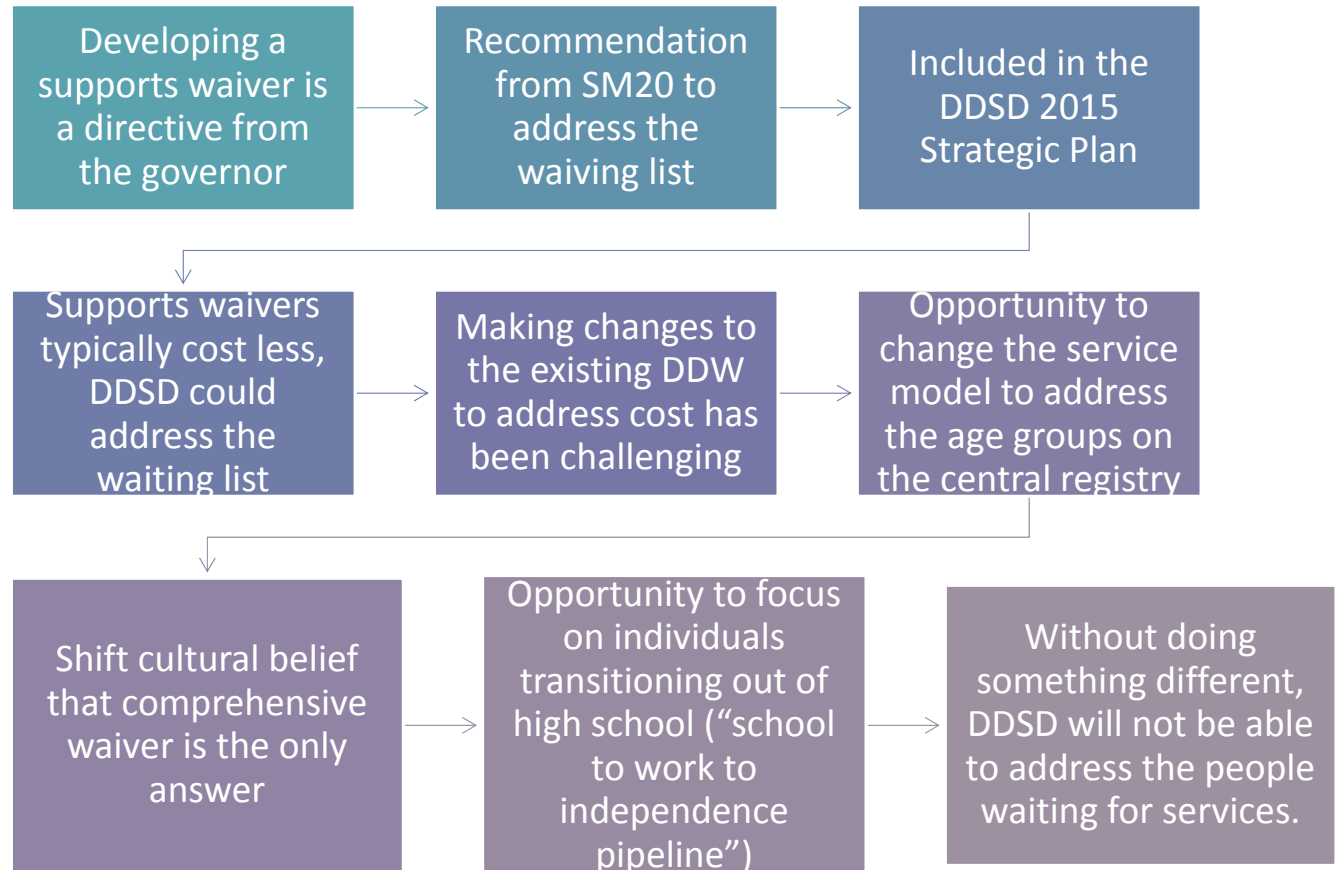 Developing a
supports waiver is
a directive from
the governor
Recommendation
from SM20 to
address the
waiving list
Included in the
DDSD 2015
Strategic Plan
Supports waivers
typically cost less,
DDSD could
address the
waiting list
Making changes to
the existing DDW
to address cost has
been challenging
Opportunity to
change the service
model to address
the age groups on
the central registry
Shift cultural belief
that comprehensive
waiver is the only
answer
Opportunity to focus
on individuals
transitioning out of
high school (“school
to work to
independence
pipeline”)
Without doing
something different,
DDSD will not be able
to address the people
waiting for services.